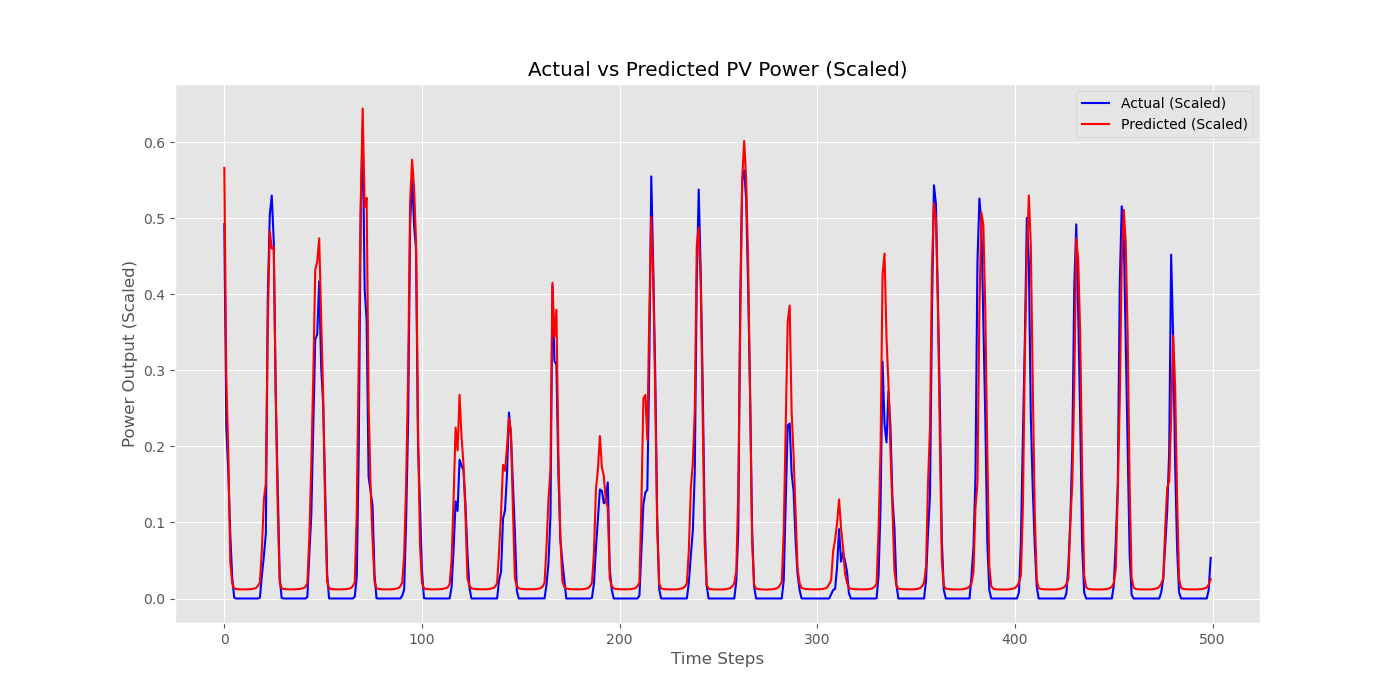 Actual vs Predicted PV Power (Scaled)
Actual (Scaled)
Predicted (Scaled)
Power Output (Scaled)
0.6
0.5
0.4
0.3
0.2
0.1
0.0
0 100 200 300 400 500
Time Steps